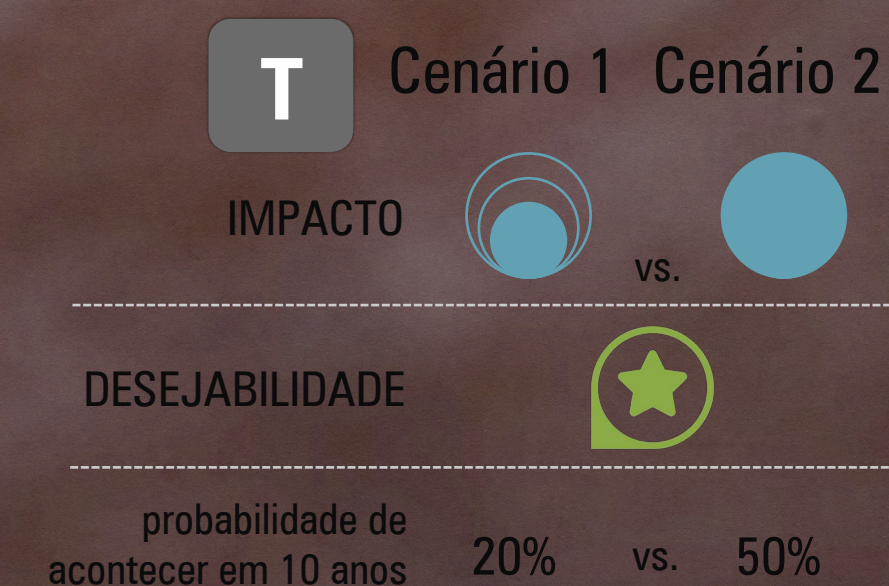 T
Cenário 1 Cenário 2
IMPACTO
vs.
DESEJABILIDADE
probabilidade de
acontecer em 10 anos
20% vs. 50%